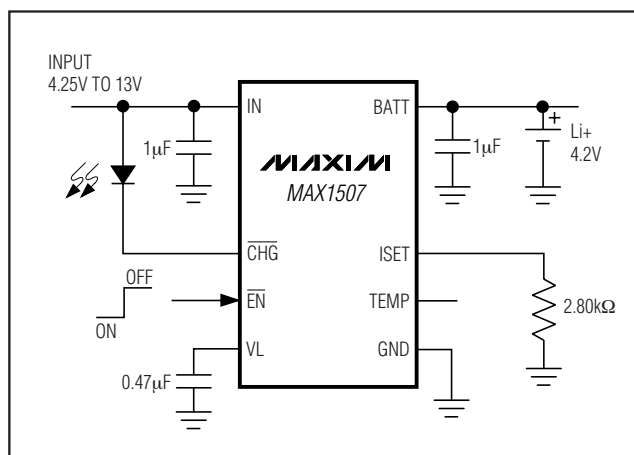 INPUT
4.25V TO 13V
IN
BATT
1µF
MAXIM
MAX1507
1µF
+
Li+
4.2V
CHG
ISET
OFF
ON
EN
TEMP
2.80kΩ
VL
GND
0.47µF